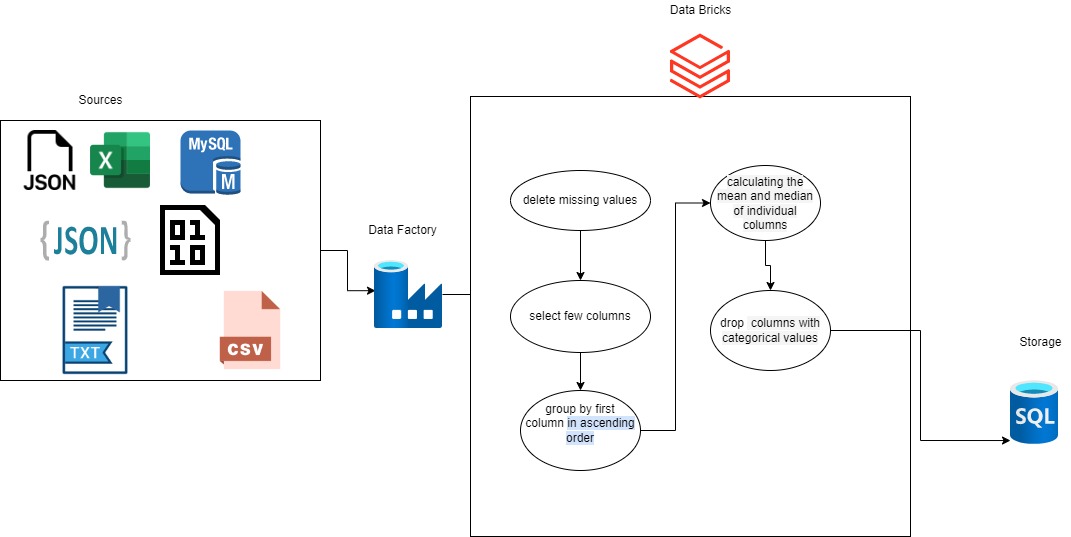 Data Bricks
Sources
JSON
X
MySQL
M
{JSON}
01
10
TXT
CSV
Data Factory
delete missing values
select few columns
group by first
column in ascending
order
calculating the
mean and median
of individual
columns
drop columns with
categorical values
Storage
SQL